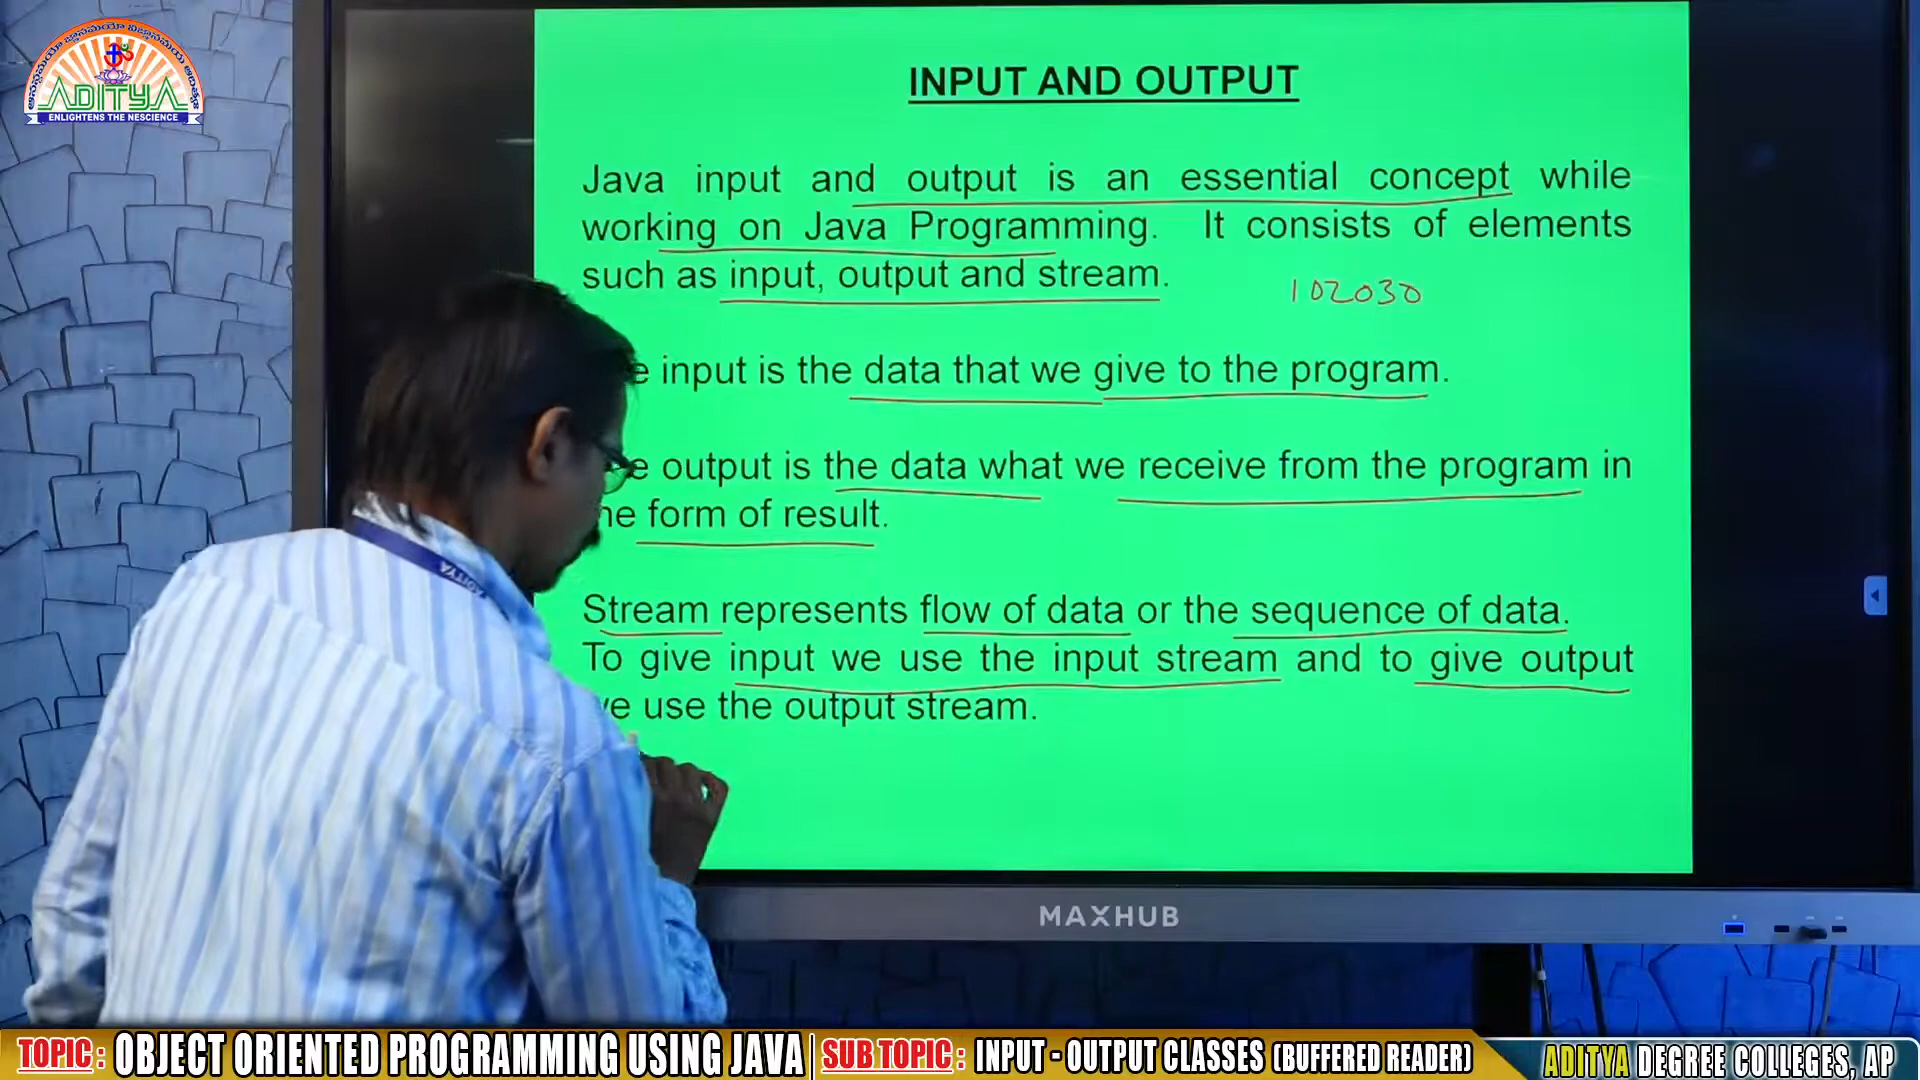 ADITYA
ENLIGHTENS THE NESCIENCE
INPUT AND OUTPUT
Java input and output is an essential concept while
working on Java Programming. It consists of elements
such as input, output and stream.
102030
input is the data that we give to the program.
output is the data what we receive from the program in
form of result.
Stream represents flow of data or the sequence of data.
To give input we use the input stream and to give output
use the output stream.
ADITYA
MAXHUB
TOPIC : OBJECT ORIENTED PROGRAMMING USING JAVA | SUB TOPIC : INPUT - OUTPUT CLASSES (BUFFERED READER)
ADITYA DEGREE COLLEGES, AP